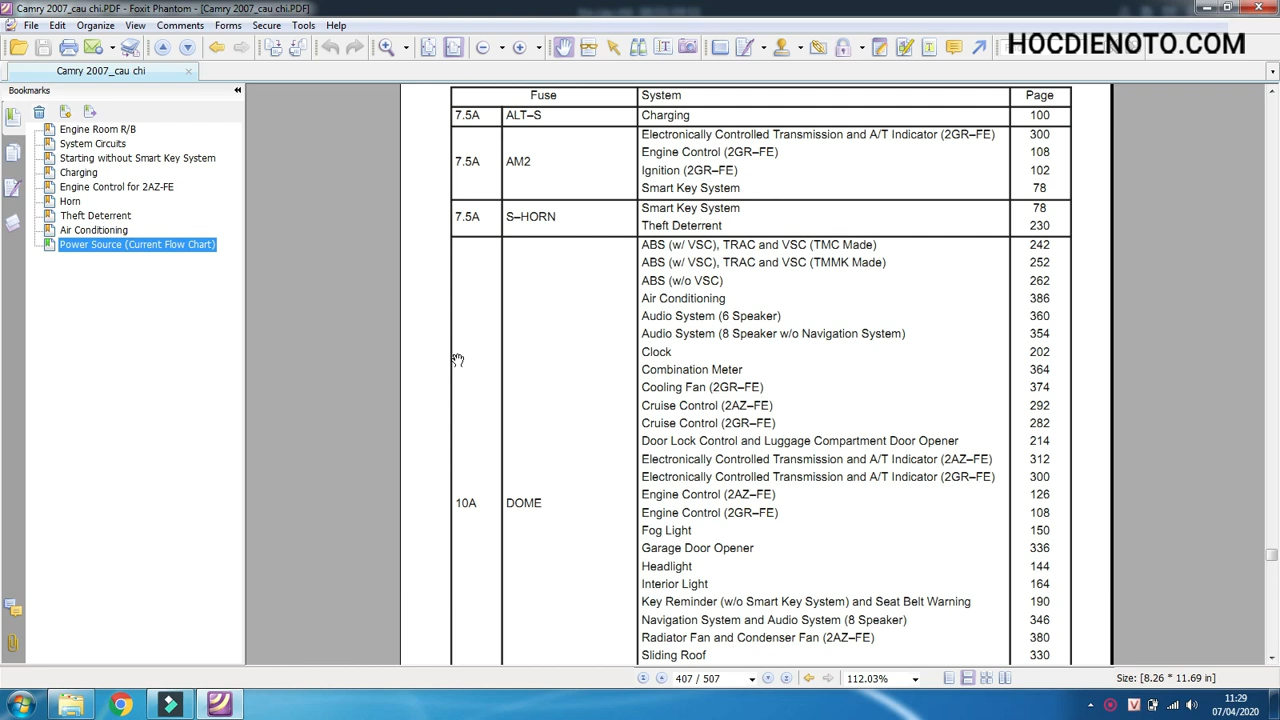 Camry 2007_cau chi.PDF - Foxit Phantom - [Camry 2007_cau chi.PDF]
File Edit Organize View Comments Forms Secure Tools Help
HOCDIENOTO.COM
Camry 2007_cau chi
Bookmarks
Engine Room R/B
System Circuits
Starting without Smart Key System
Charging
Engine Control for 2AZ-FE
Horn
Theft Deterrent
Air Conditioning
Power Source (Current Flow Chart)
Fuse System Page
7.5A ALT–S Charging 100
Electronically Controlled Transmission and A/T Indicator (2GR–FE) 300
Engine Control (2GR–FE) 108
7.5A AM2
Ignition (2GR–FE) 102
Smart Key System 78
Smart Key System 78
7.5A S–HORN
Theft Deterrent 230
ABS (w/ VSC), TRAC and VSC (TMC Made) 242
ABS (w/ VSC), TRAC and VSC (TMMK Made) 252
ABS (w/o VSC) 262
Air Conditioning 386
Audio System (6 Speaker) 360
Audio System (8 Speaker w/o Navigation System) 354
Clock 202
Combination Meter 364
Cooling Fan (2GR–FE) 374
Cruise Control (2AZ–FE) 292
Cruise Control (2GR–FE) 282
Door Lock Control and Luggage Compartment Door Opener 214
Electronically Controlled Transmission and A/T Indicator (2AZ–FE) 312
Electronically Controlled Transmission and A/T Indicator (2GR–FE) 300
Engine Control (2AZ–FE) 126
10A DOME
Engine Control (2GR–FE) 108
Fog Light 150
Garage Door Opener 336
Headlight 144
Interior Light 164
Key Reminder (w/o Smart Key System) and Seat Belt Warning 190
Navigation System and Audio System (8 Speaker) 346
Radiator Fan and Condenser Fan (2AZ–FE) 380
Sliding Roof 330
407 / 507 112.03% Size: [8.26 * 11.69 in]
11:29
07/04/2020